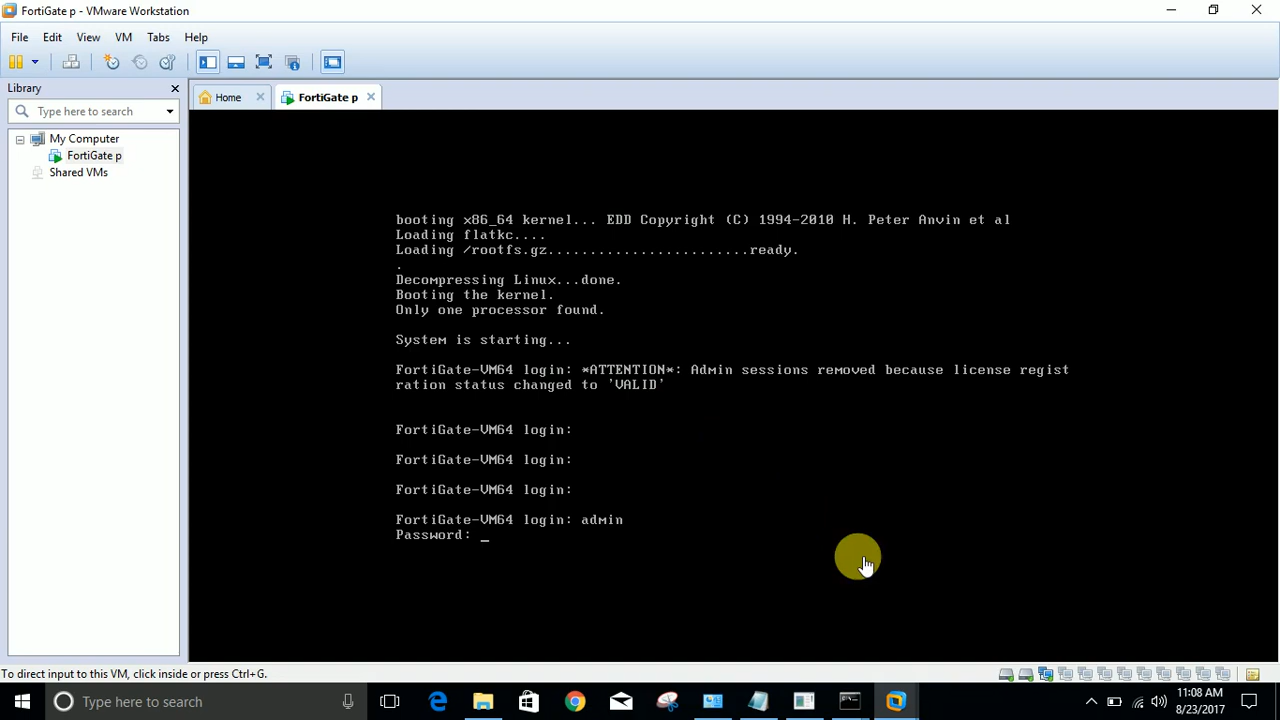 FortiGate p - VMware Workstation
File Edit View VM Tabs Help
Library
Type here to search
My Computer
FortiGate p
Shared VMs
Home
FortiGate p
booting x86_64 kernel... EDD Copyright (C) 1994-2010 H. Peter Anvin et al
Loading flatkc....
Loading /rootfs.gz........................ready.
.
Decompressing Linux...done.
Booting the kernel.
Only one processor found.
System is starting...
FortiGate-VM64 login: *ATTENTION*: Admin sessions removed because license regist
ration status changed to 'VALID'
FortiGate-VM64 login:
FortiGate-VM64 login:
FortiGate-VM64 login:
FortiGate-VM64 login: admin
Password: _
To direct input to this VM, click inside or press Ctrl+G.
Type here to search
11:08 AM
8/23/2017